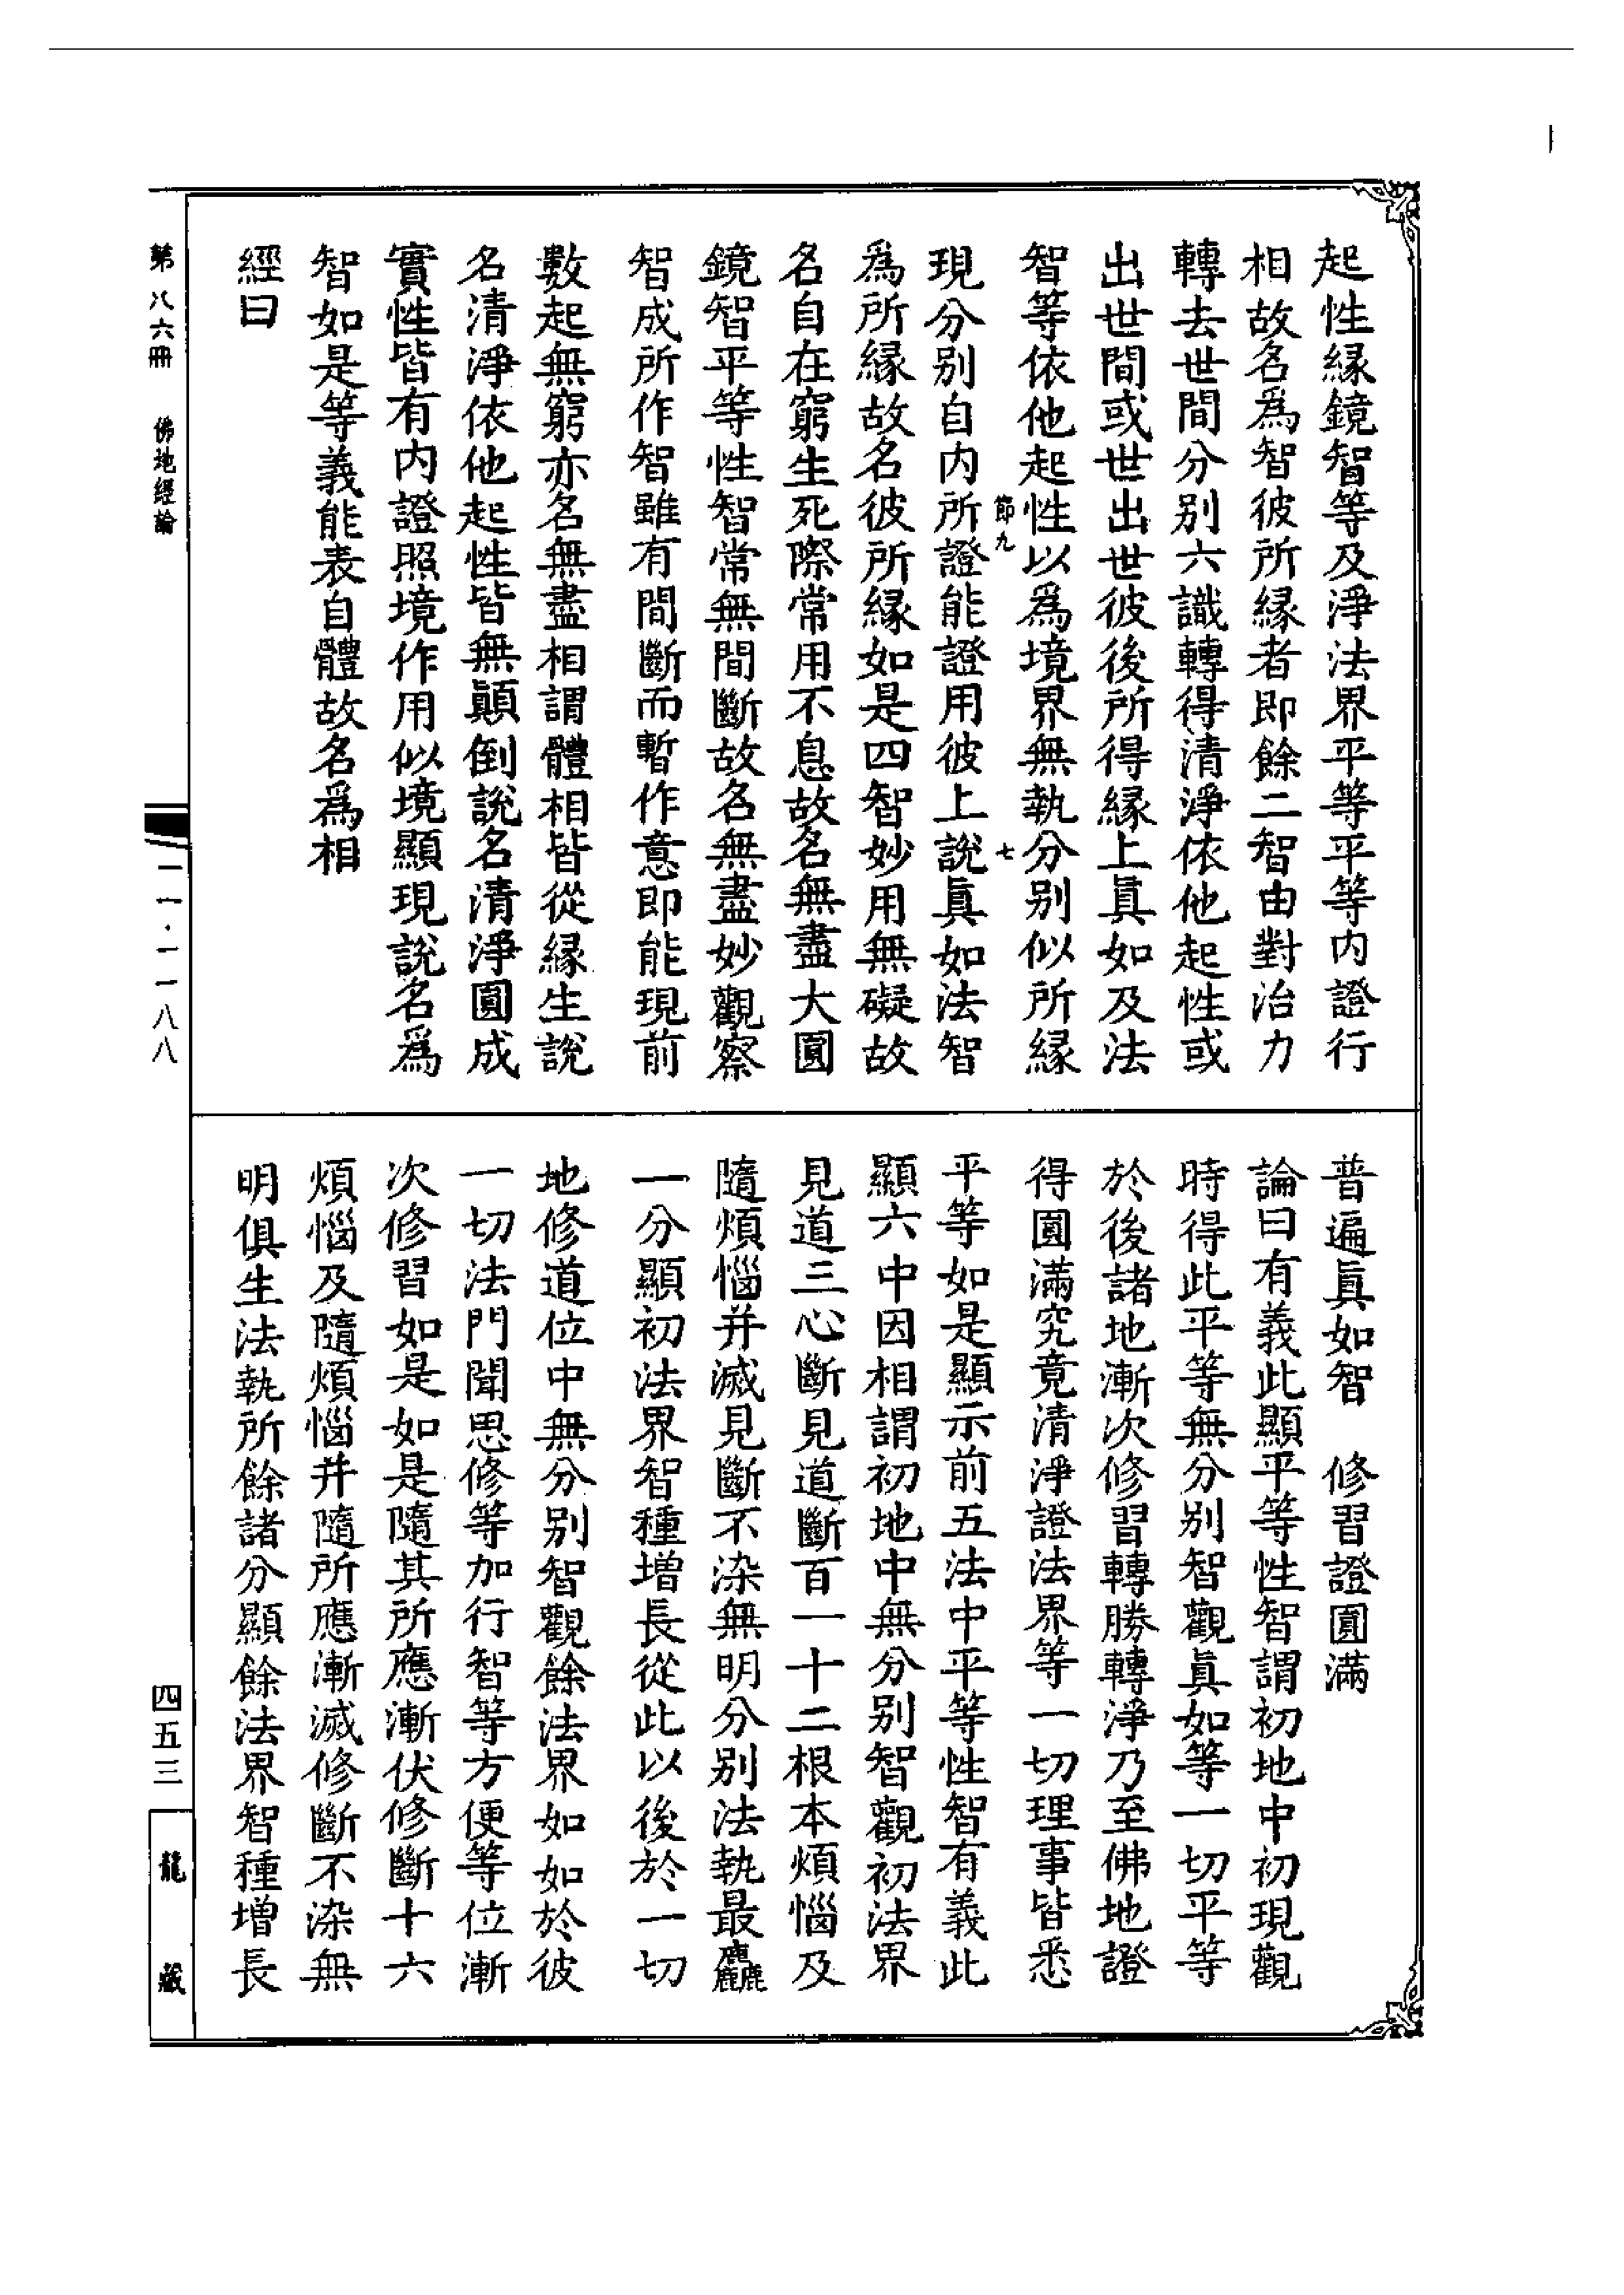 起性緣鏡智等及淨法界平等平等內證行
相故名爲智彼所緣者即餘二智由對治力
轉去世間分别六識轉得清淨依他起性或
出世間或世出世彼後所得緣上眞如及法
智等依他起性以爲境界無執分别似所緣
節九 七
現分别自內所證能證用彼上說眞如法智
爲所緣故名彼所緣如是四智妙用無礙故
名自在窮生死際常用不息故名無盡大圓
鏡智平等性智常無間斷故名無盡妙觀察
智成所作智雖有間斷而暫作意即能現前
數起無窮亦名無盡相謂體相皆從緣生說
名清淨依他起性皆無顚倒說名清淨圓成
實性皆有內證照境作用似境顯現說名爲
智如是等義能表自體故名爲相
經曰
普遍眞如智　修習證圓滿
論曰有義此顯平等性智謂初地中初現觀
時得此平等無分别智觀眞如等一切平等
於後諸地漸次修習轉勝轉淨乃至佛地證
得圓滿究竟清淨證法界等一切理事皆悉
平等如是顯示前五法中平等性智有義此
顯六中因相謂初地中無分别智觀初法界
見道三心斷見道斷百一十二根本煩惱及
隨煩惱并滅見斷不染無明分别法執最麤
一分顯初法界智種增長從此以後於一切
地修道位中無分别智觀餘法界如如於彼
一切法門聞思修等加行智等方便等位漸
次修習如是如是隨其所應漸伏修斷十六
煩惱及隨煩惱并隨所應漸滅修斷不染無
明俱生法執所餘諸分顯餘法界智種增長
第八六冊　佛地經論
一一·一一八八
四五三
龍藏